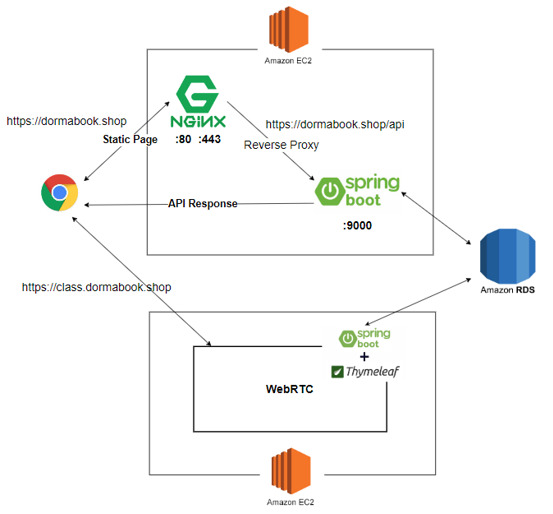 Amazon EC2
NGiNX
https://dormabook.shop
Static Page
:80 :443
https://dormabook.shop/api
Reverse Proxy
spring
boot
API Response
:9000
Amazon RDS
https://class.dormabook.shop
spring
boot
+
Thymeleaf
WebRTC
Amazon EC2